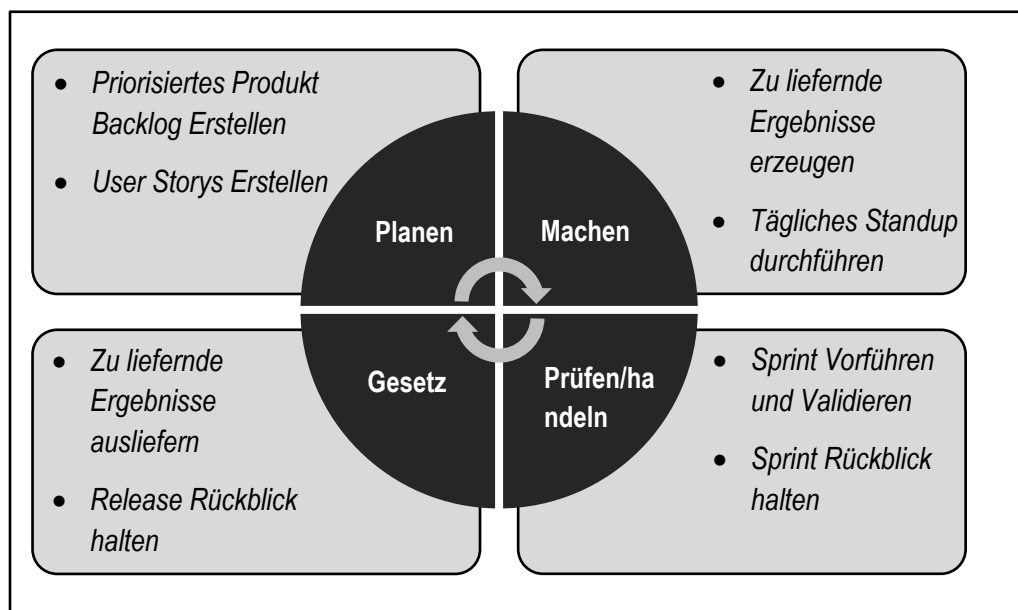 • Priorisiertes Produkt
Backlog Erstellen
• User Storys Erstellen
• Zu liefernde
Ergebnisse
erzeugen
• Tägliches Standup
durchführen
Planen
Machen
Gesetz
Prüfen/ha
ndeln
• Zu liefernde
Ergebnisse
ausliefern
• Release Rückblick
halten
• Sprint Vorführen
und Validieren
• Sprint Rückblick
halten